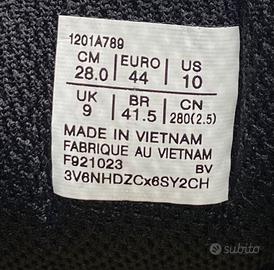 1201A789
CM EURO US
28.0 44 10
UK BR CN
9 41.5 280(2.5)
MADE IN VIETNAM
FABRIQUE AU VIETNAM
F921023 BV
3V6NHDZCx6SY2CH
subito